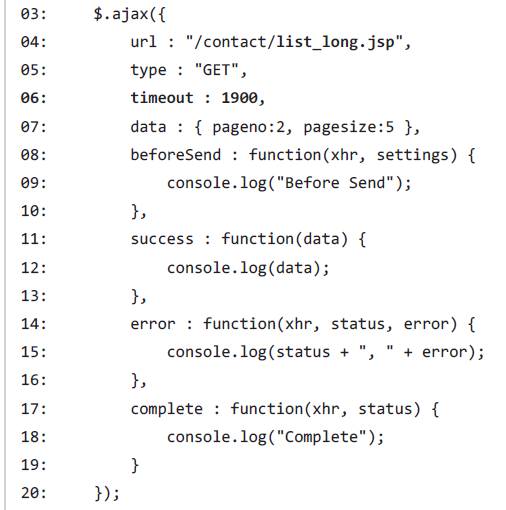 03:     $.ajax({
04:         url : "/contact/list_long.jsp",
05:         type : "GET",
06:         timeout : 1900,
07:         data : { pageno:2, pagesize:5 },
08:         beforeSend : function(xhr, settings) {
09:             console.log("Before Send");
10:         },
11:         success : function(data) {
12:             console.log(data);
13:         },
14:         error : function(xhr, status, error) {
15:             console.log(status + ", " + error);
16:         },
17:         complete : function(xhr, status) {
18:             console.log("Complete");
19:         }
20:     });